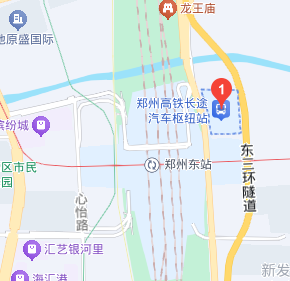 龙王庙
地原盛国际
1
郑州高铁长途
汽车枢纽站
缤纷城
郑州东站
东三环隧道
区市民
园
心怡路
汇艺银河里
海汇港
新发